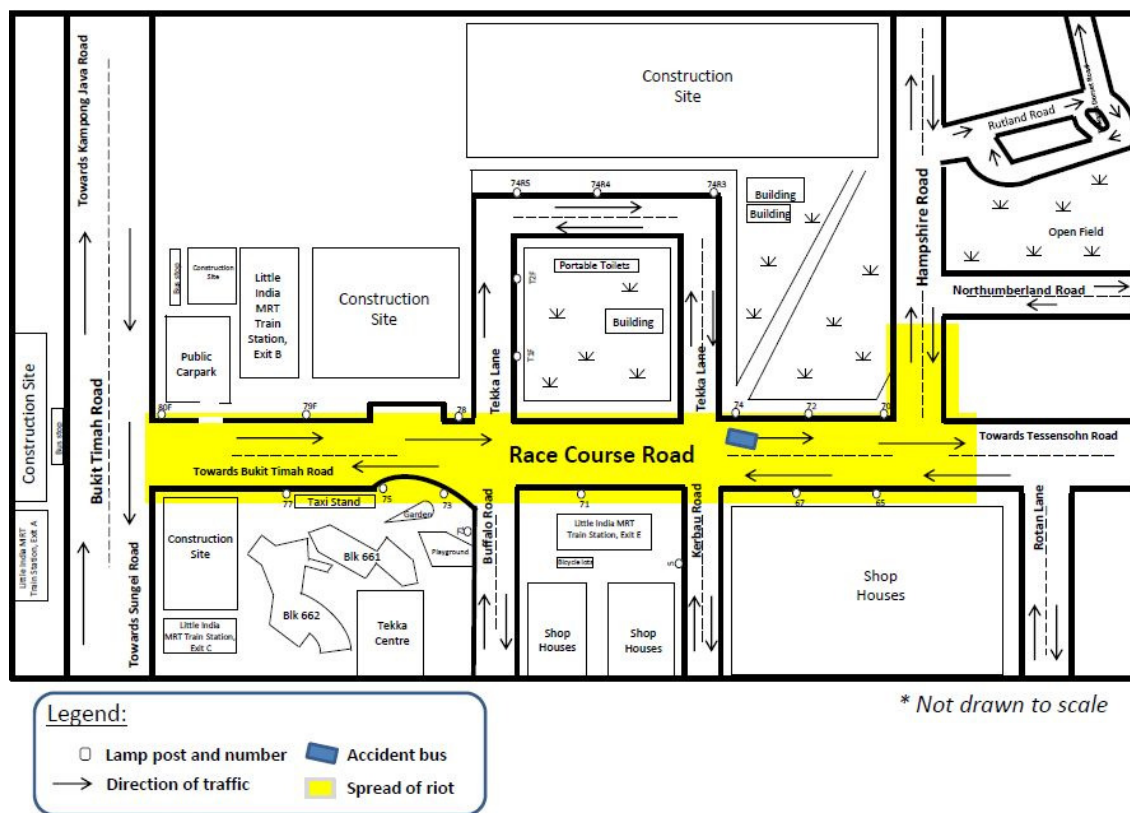 Construction
Site
Towards Kampong Java Road
Hampshire Road
Rutland Road
Open Field
Northumberland Road
74R5
74R4
74R3
Building
Building
Bus stop
Construction
Site
Little
India
MRT
Train
Station,
Exit B
Construction
Site
Portable Toilets
Building
T2F
T1F
Public
Carpark
Tekka Lane
Tekka Lane
Construction Site
Bus stop
Bukit Timah Road
80F
79F
78
74
72
70
Race Course Road
Towards Tessensohn Road
Towards Bukit Timah Road
77
Taxi Stand
75
73
71
67
65
Garden
Playground
Buffalo Road
Kerbau Road
Rotan Lane
Little India MRT
Train Station, Exit A
Towards Sungei Road
Construction
Site
Blk 661
Blk 662
Little India
MRT Train Station,
Exit C
Tekka
Centre
Little India MRT
Train Station, Exit E
Bicycle lots
Shop
Houses
Shop
Houses
Shop
Houses
* Not drawn to scale
Legend:
Lamp post and number
Accident bus
Direction of traffic
Spread of riot